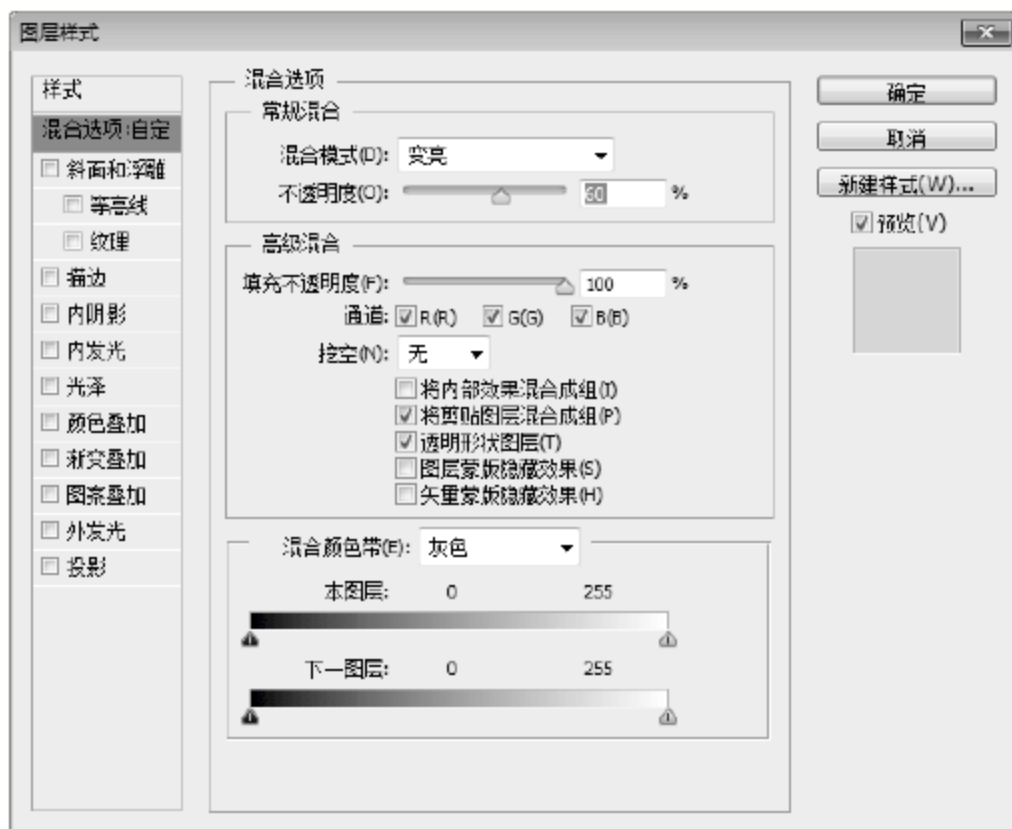 图层样式
样式
混合选项:自定
斜面和浮雕
等高线
纹理
描边
内阴影
内发光
光泽
颜色叠加
渐变叠加
图案叠加
外发光
投影
混合选项
常规混合
混合模式(D): 变亮
不透明度(O): 60 %
高级混合
填充不透明度(F): 100 %
通道: R(R) G(G) B(B)
挖空(N): 无
将内部效果混合成组(I)
将剪贴图层混合成组(P)
透明形状图层(T)
图层蒙版隐藏效果(S)
矢量蒙版隐藏效果(H)
混合颜色带(E): 灰色
本图层: 0 255
下一图层: 0 255
确定
取消
新建样式(W)...
预览(V)